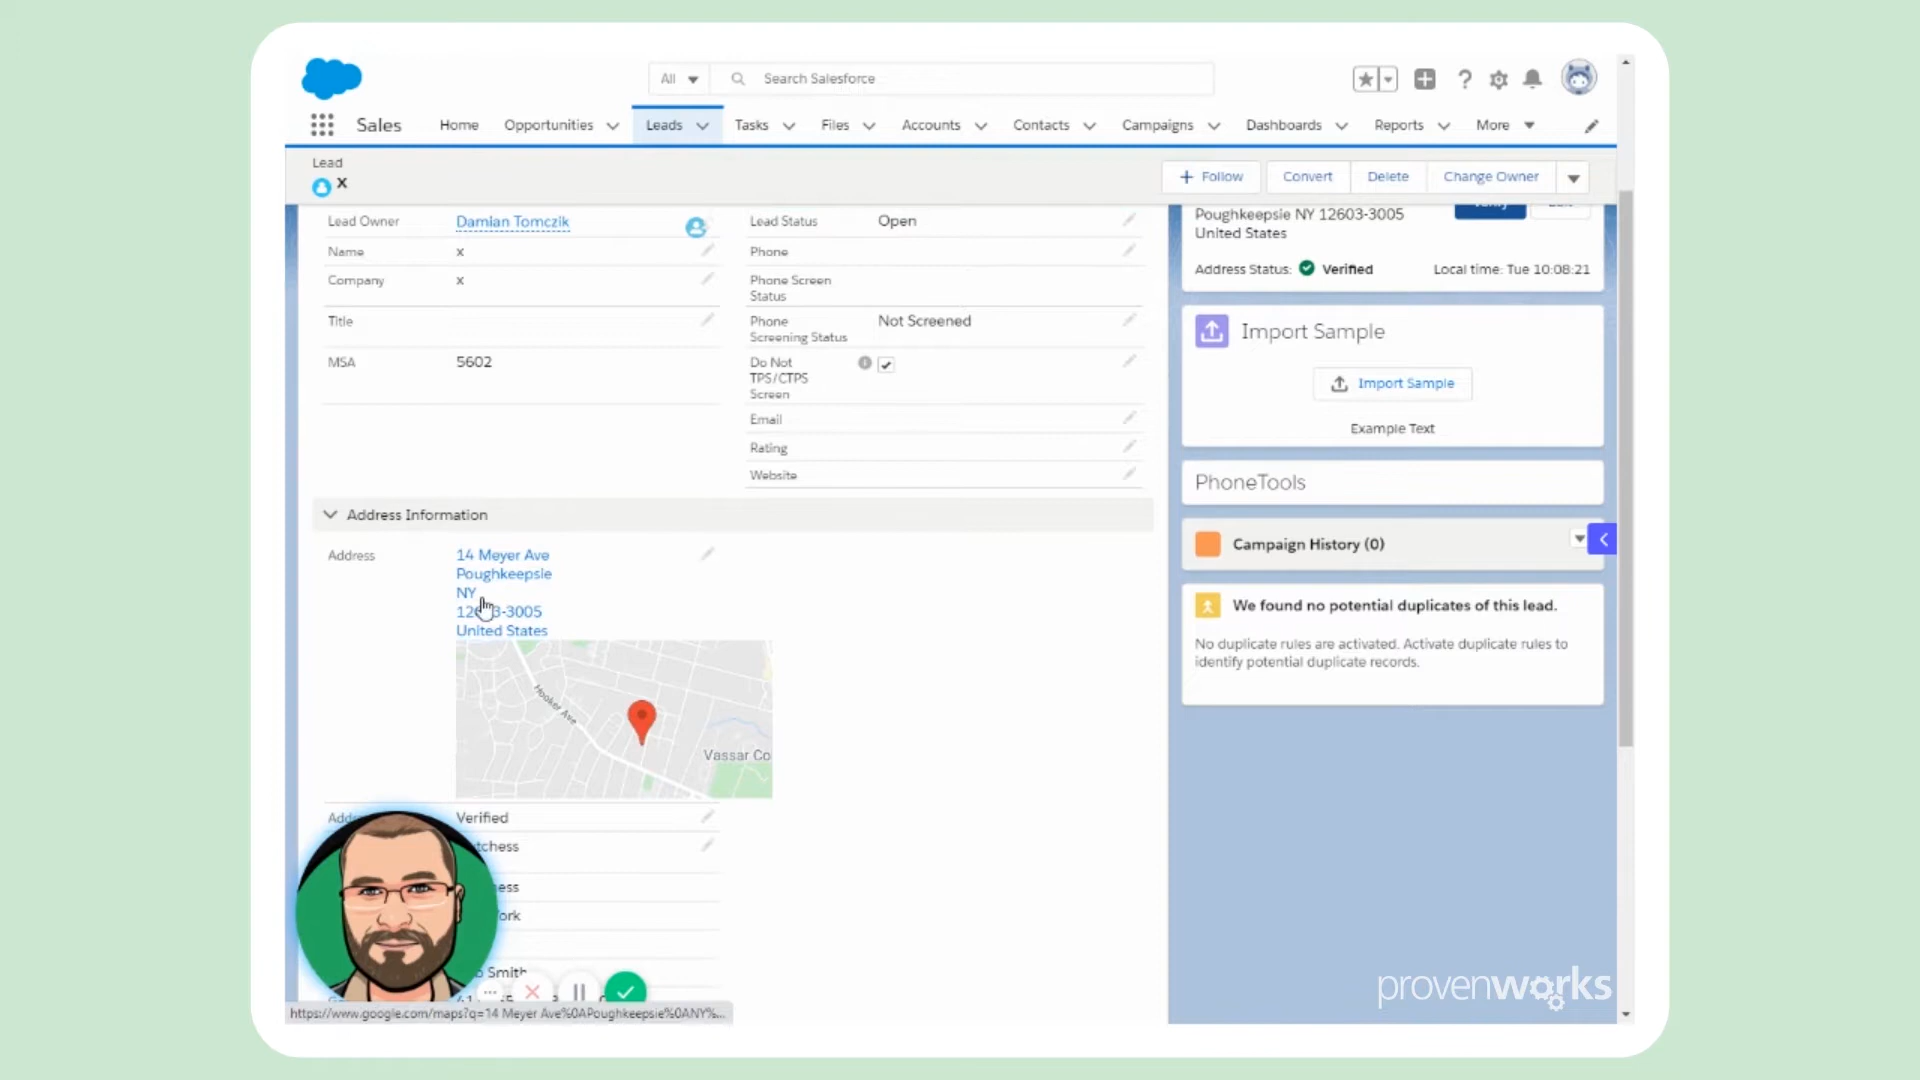 All
Search Salesforce
Sales
Home
Opportunities
Leads
Tasks
Files
Accounts
Contacts
Campaigns
Dashboards
Reports
More
Lead
x
Follow
Convert
Delete
Change Owner
Lead Owner
Damian Tomczik
Name
x
Company
x
Title
MSA
5602
Lead Status
Open
Phone
Phone Screen
Status
Phone
Screening Status
Not Screened
Do Not
TPS/CTPS
Screen
Email
Rating
Website
Address Information
Address
14 Meyer Ave
Poughkeepsie
NY
United States
Hooker Ave
Vassar Co
Verified
Smith
https://www.google.com/maps?q=14 Meyer Ave%0APoughkeepsie%0ANY%...
Poughkeepsie NY 12603-3005
United States
Address Status:
Verified
Local time: Tue 10:08:21
Import Sample
Import Sample
Example Text
PhoneTools
Campaign History (0)
We found no potential duplicates of this lead.
No duplicate rules are activated. Activate duplicate rules to
identify potential duplicate records.
provenworks